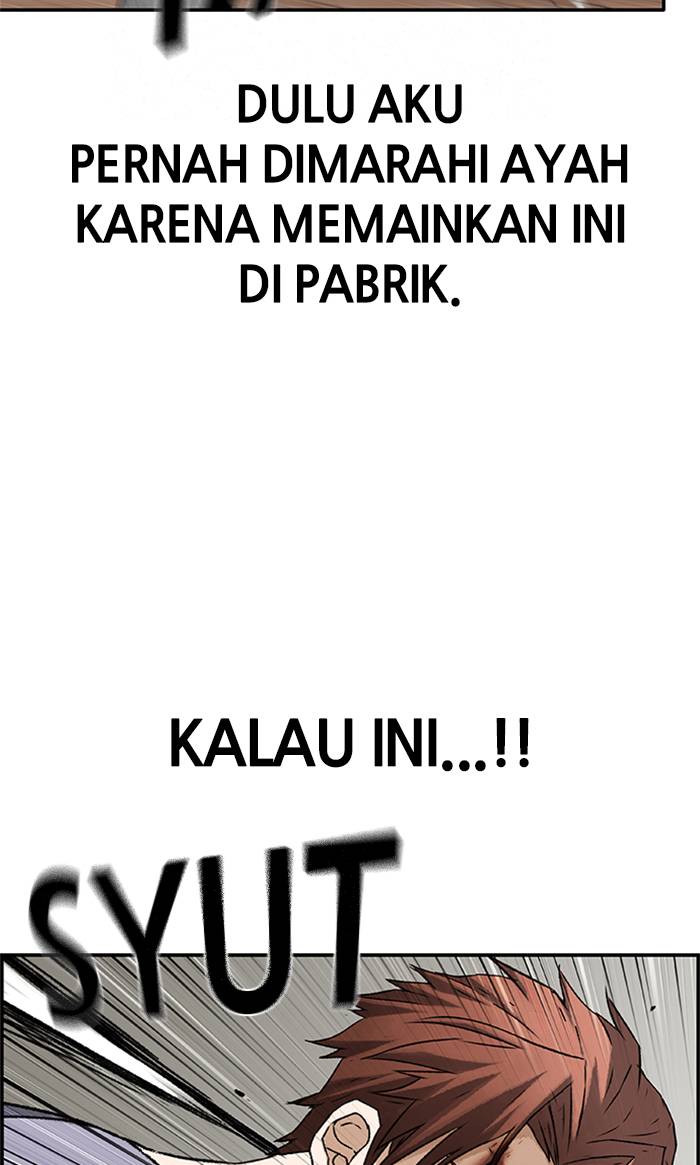 DULU AKU
PERNAH DIMARAHI AYAH
KARENA MEMAINKAN INI
DI PABRIK.
KALAU INI...!!
SYUT